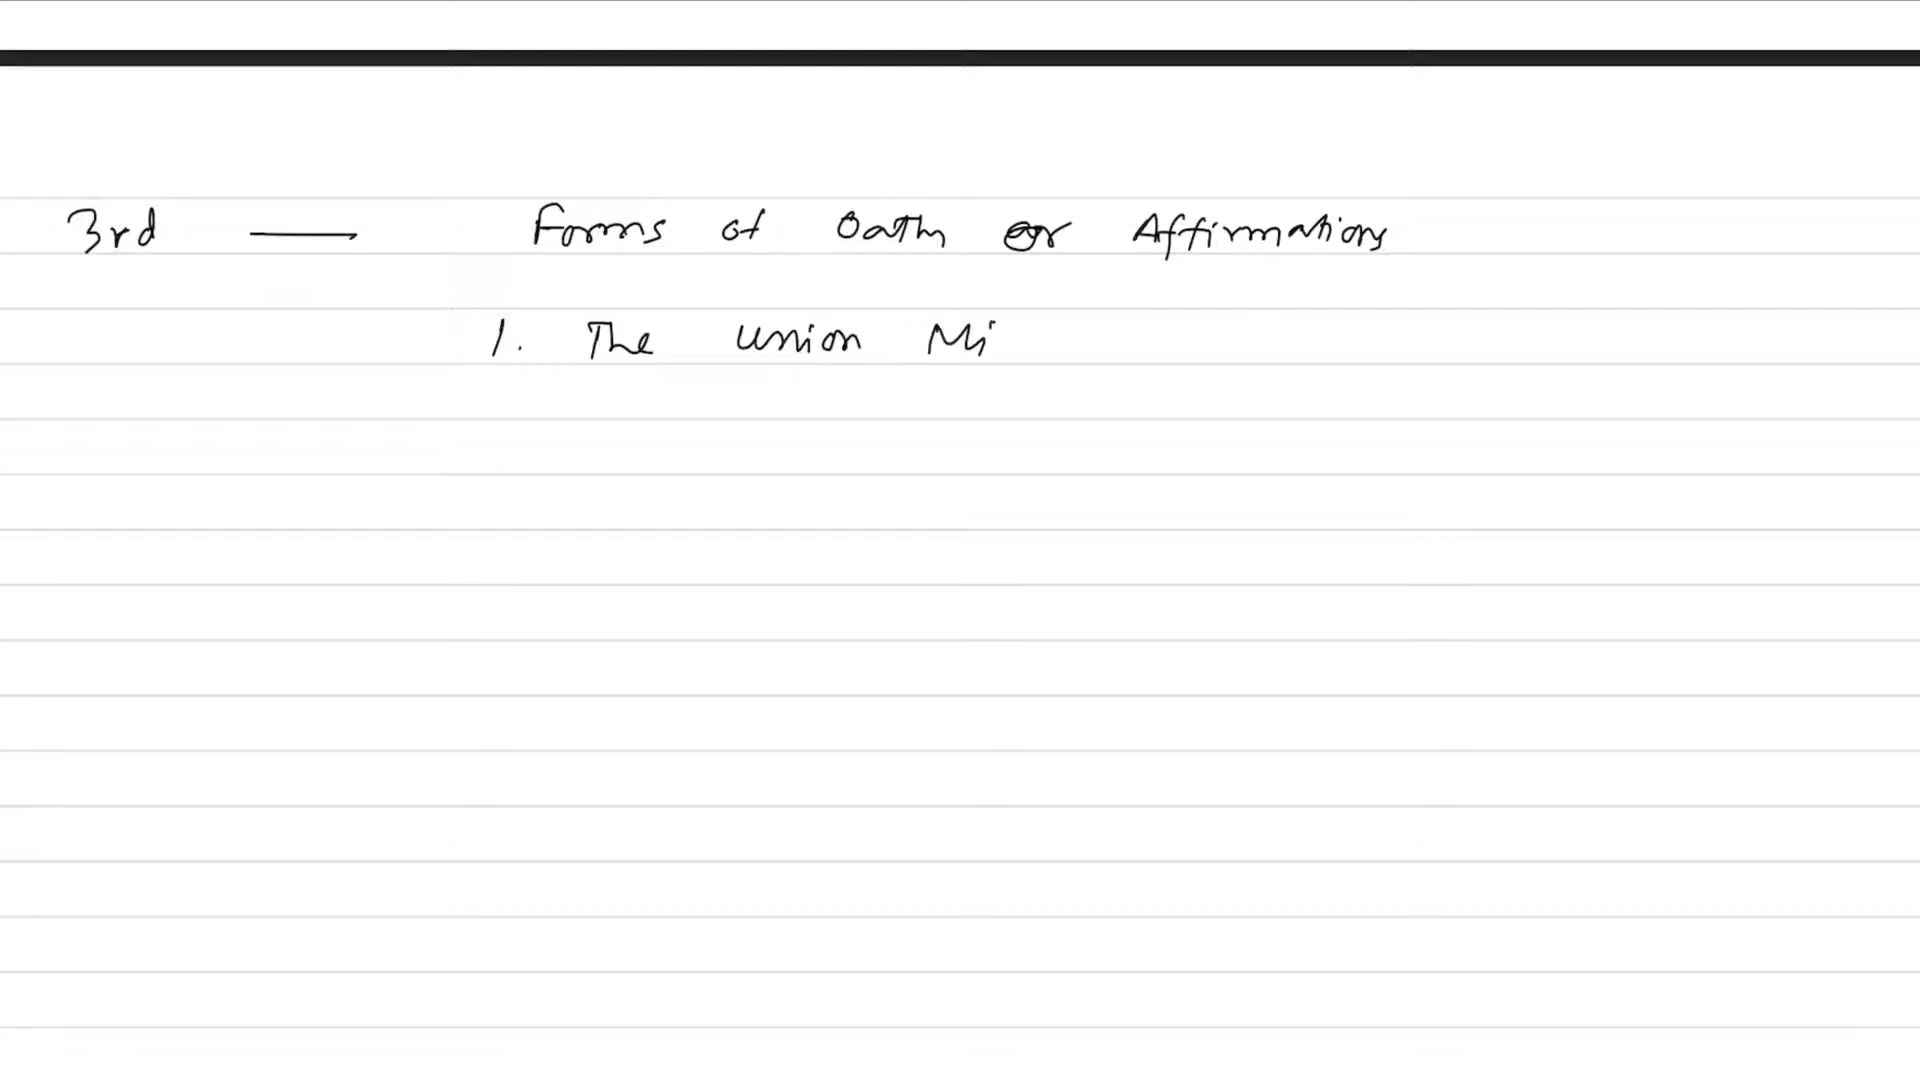 3rd — Forms of Oath or Affirmations
1. The Union Mi